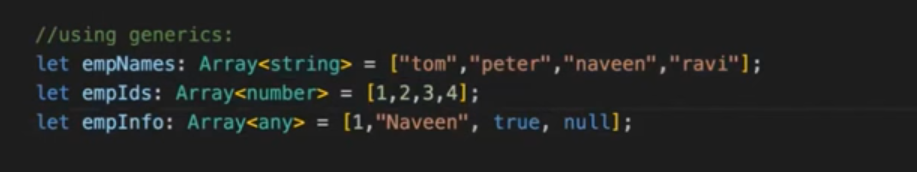 //using generics:
let empNames: Array<string> = ["tom","peter","naveen","ravi"];
let empIds: Array<number> = [1,2,3,4];
let empInfo: Array<any> = [1,"Naveen", true, null];